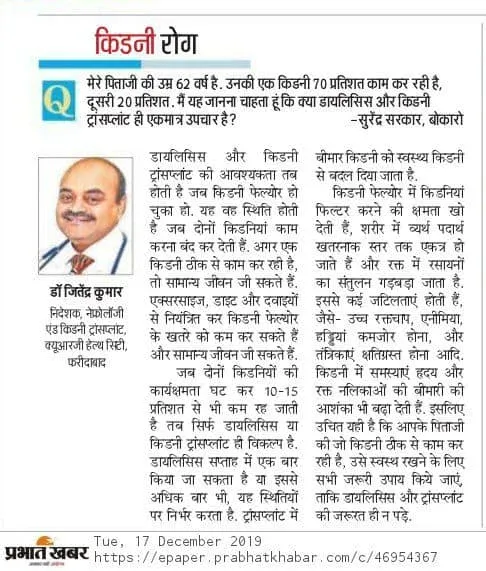 किडनी रोग
Q
मेरे पिताजी की उम्र 62 वर्ष है. उनकी एक किडनी 70 प्रतिशत काम कर रही है,
दूसरी 20 प्रतिशत. मैं यह जानना चाहता हूं कि क्या डायलिसिस और किडनी
ट्रांसप्लांट ही एकमात्र उपचार है?
–सुरेंद्र सरकार, बोकारो
डॉ जितेंद्र कुमार
निदेशक, नेफ्रोलॉजी
एंड किडनी ट्रांसप्लांट,
क्यूआरजी हेल्थ सिटी,
फरीदाबाद
डायलिसिस और किडनी
ट्रांसप्लांट की आवश्यकता तब
होती है जब किडनी फेल्योर हो
चुका हो. यह वह स्थिति होती
है जब दोनों किडनियां काम
करना बंद कर देती हैं. अगर एक
किडनी ठीक से काम कर रही है,
तो सामान्य जीवन जी सकते हैं.
एक्सरसाइज, डाइट और दवाइयों
से नियंत्रित कर किडनी फेल्योर
के खतरे को कम कर सकते हैं
और सामान्य जीवन जी सकते हैं.
जब दोनों किडनियों की
कार्यक्षमता घट कर 10-15
प्रतिशत से भी कम रह जाती
है तब सिर्फ डायलिसिस या
किडनी ट्रांसप्लांट ही विकल्प है.
डायलिसिस सप्ताह में एक बार
किया जा सकता है या इससे
अधिक बार भी, यह स्थितियों
पर निर्भर करता है. ट्रांसप्लांट में
बीमार किडनी को स्वस्थ्य किडनी
से बदल दिया जाता है.
किडनी फेल्योर में किडनियां
फिल्टर करने की क्षमता खो
देती हैं, शरीर में व्यर्थ पदार्थ
खतरनाक स्तर तक एकत्र हो
जाते हैं और रक्त में रसायनों
का संतुलन गड़बड़ा जाता है.
इससे कई जटिलताएं होती हैं,
जैसे- उच्च रक्तचाप, एनीमिया,
हड्डियां कमजोर होना, और
तंत्रिकाएं क्षतिग्रस्त होना आदि.
किडनी में समस्याएं हृदय और
रक्त नलिकाओं की बीमारी की
आशंका भी बढ़ा देती हैं. इसलिए
उचित यही है कि आपके पिताजी
की जो किडनी ठीक से काम कर
रही है, उसे स्वस्थ रखने के लिए
सभी जरूरी उपाय किये जाएं,
ताकि डायलिसिस और ट्रांसप्लांट
की जरूरत ही न पड़े.
प्रभात खबर
Tue, 17 December 2019
https://epaper.prabhatkhabar.com/c/46954367